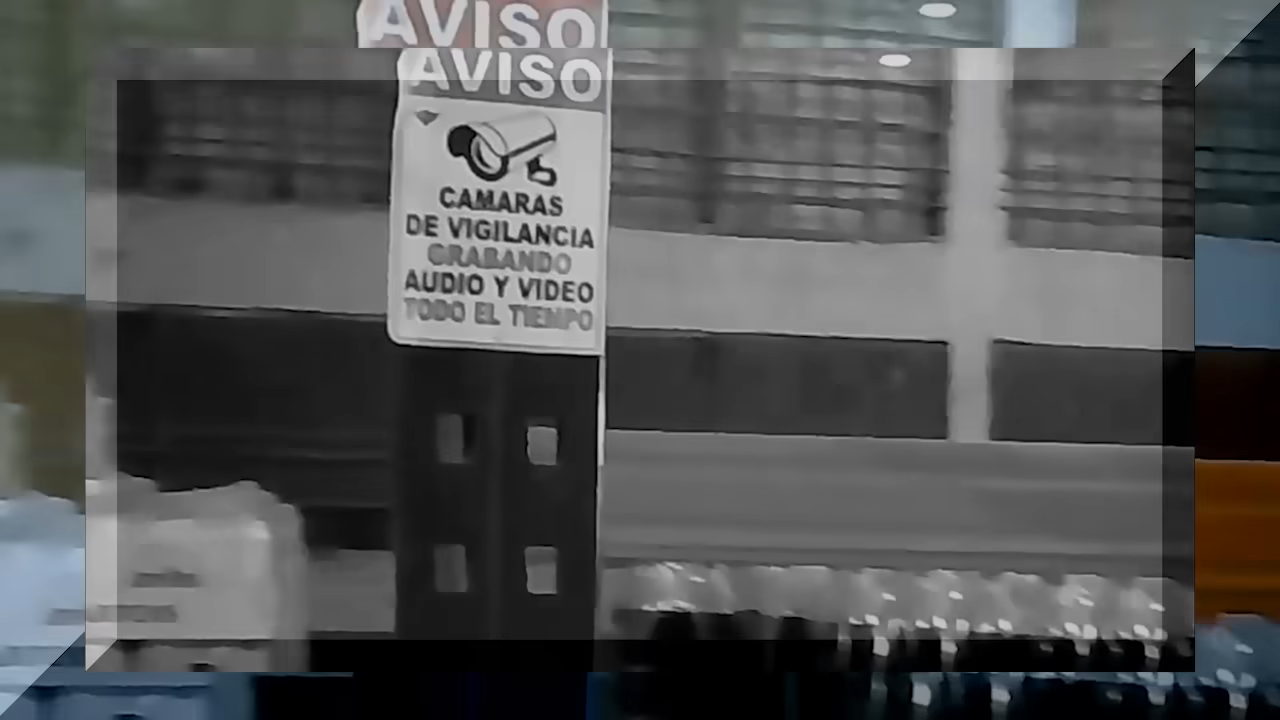 AVISO
AVISO
CAMARAS
DE VIGILANCIA
GRABANDO
AUDIO Y VIDEO
TODO EL TIEMPO